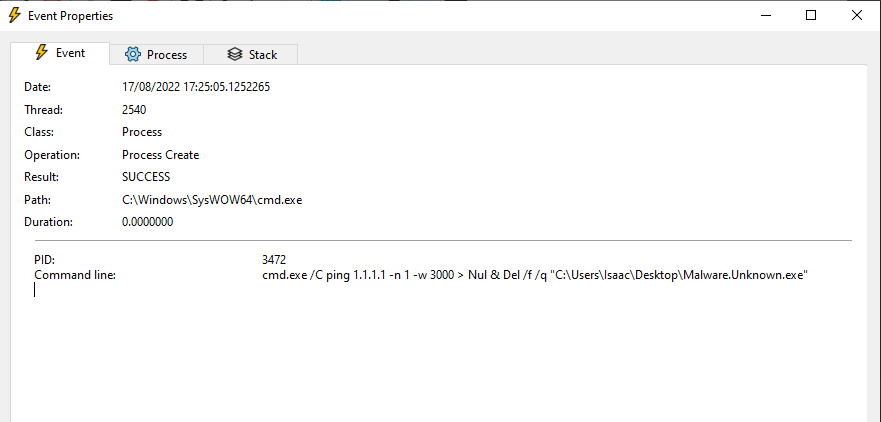 Event Properties
Event Process Stack
Date: 17/08/2022 17:25:05.1252265
Thread: 2540
Class: Process
Operation: Process Create
Result: SUCCESS
Path: C:\Windows\SysWOW64\cmd.exe
Duration: 0.0000000
PID: 3472
Command line: cmd.exe /C ping 1.1.1.1 -n 1 -w 3000 > Nul & Del /f /q "C:\Users\Isaac\Desktop\Malware.Unknown.exe"